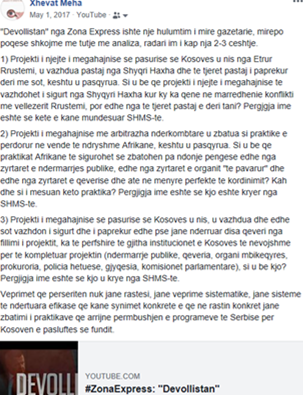 Xhevat Meha
May 1, 2017 · YouTube ·
"Devollistan" nga Zona Express ishte nje hulumtim i mire gazetarie, mirepo
poqese shkojme me tutje me analiza, radari im i kap nja 2-3 ceshtje.
1) Projekti i njejte i megahajnise se pasurise se Kosoves u nis nga Etrur
Rrustemi, u vazhdua pastaj nga Shyqri Haxha dhe te tjeret pastaj i paprekur
deri me sot, keshtu u pasqyrua. Si u be qe projekti i njejte i megahajnise te
vazhdohet i sigurt nga Shyqyri Haxha kur ky ka qene ne marredhenie konflikti
me vellezerit Rrustemi, por edhe nga te tjeret pastaj e deri tani? Pergjigja ime
eshte se kete e kane mundesuar SHMS-te.
2) Projekti i megahajnise me arbitrazha nderkombtare u zbatua si praktike e
perdorur ne vende te ndryshme Afrikane, keshtu u pasqyrua. Si u be qe
praktikat Afrikane te sigurohet se zbatohen pa ndonje pengese edhe nga
zyrtaret e ndermarrjes publike, edhe nga zyrtaret e organit "te pavarur" dhe
edhe nga zyrtaret e qeverise dhe ate ne menyre perfekte te kordinimit? Kah
dhe si i mesuan keto praktika? Pergjigja ime eshte se kjo eshte kryer nga
SHMS-te.
3) Projekti i megahajnise se pasurise se Kosoves u nis, u vazhdua dhe edhe
sot vazhdon i sigurt dhe i paprekur edhe pse jane nderruar disa qeveri nga
fillimi i projektit, ka te perfshire te gjitha institucionet e Kosoves te nevojshme
per te kompletuar projektin (ndermarrje publike, qeveria, organi mbikeqyres,
prokuroria, policia hetuese, gjyqesia, komisionet parlamentare), si u be kjo?
Pergjigja ime eshte se kjo u krye nga SHMS-te.
Veprimet qe perseriten nuk jane rastesi, jane veprime sistematike, jane sisteme
te ndertuara efikase qe kane synimet konkrete e qe ne rastin konkret jane
zbatimi i praktikave qe arrijne permbushjen e programeve te Serbise per
Kosoven e pasluftes se fundit.
DEVOLLI
YOUTUBE.COM
#ZonaExpress: "Devollistan"